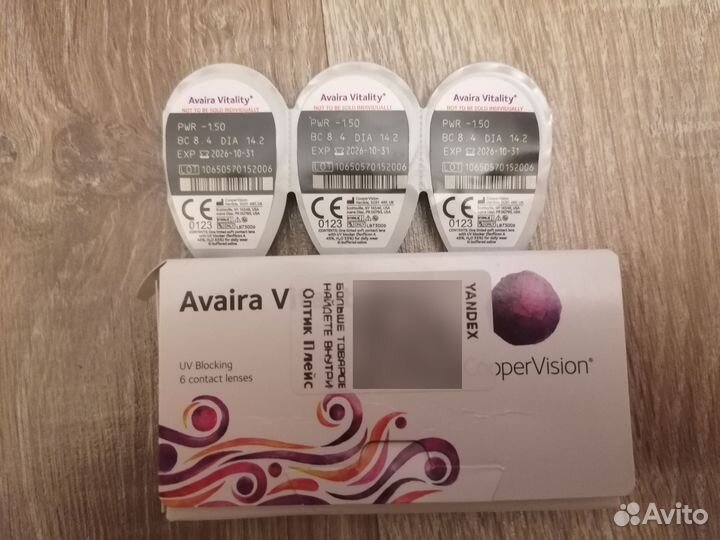 Avaira Vitality®
NOT TO BE SOLD INDIVIDUALLY
PWR -1.50
BC 8.4 DIA 14.2
EXP 2026-10-31
LOT 10650570152006
CE
0123
Avaira Vitality®
NOT TO BE SOLD INDIVIDUALLY
PWR -1.50
BC 8.4 DIA 14.2
EXP 2026-10-31
LOT 10650570152006
CE
0123
Avaira Vitality®
NOT TO BE SOLD INDIVIDUALLY
PWR -1.50
BC 8.4 DIA 14.2
EXP 2026-10-31
LOT 10650570152006
CE
0123
Avaira V
UV Blocking
6 contact lenses
БОЛЬШЕ ТОВАРОВ
НАЙДЕТЕ ВНУТРИ
Оптик Плейс
YANDEX
CooperVision®
Avito